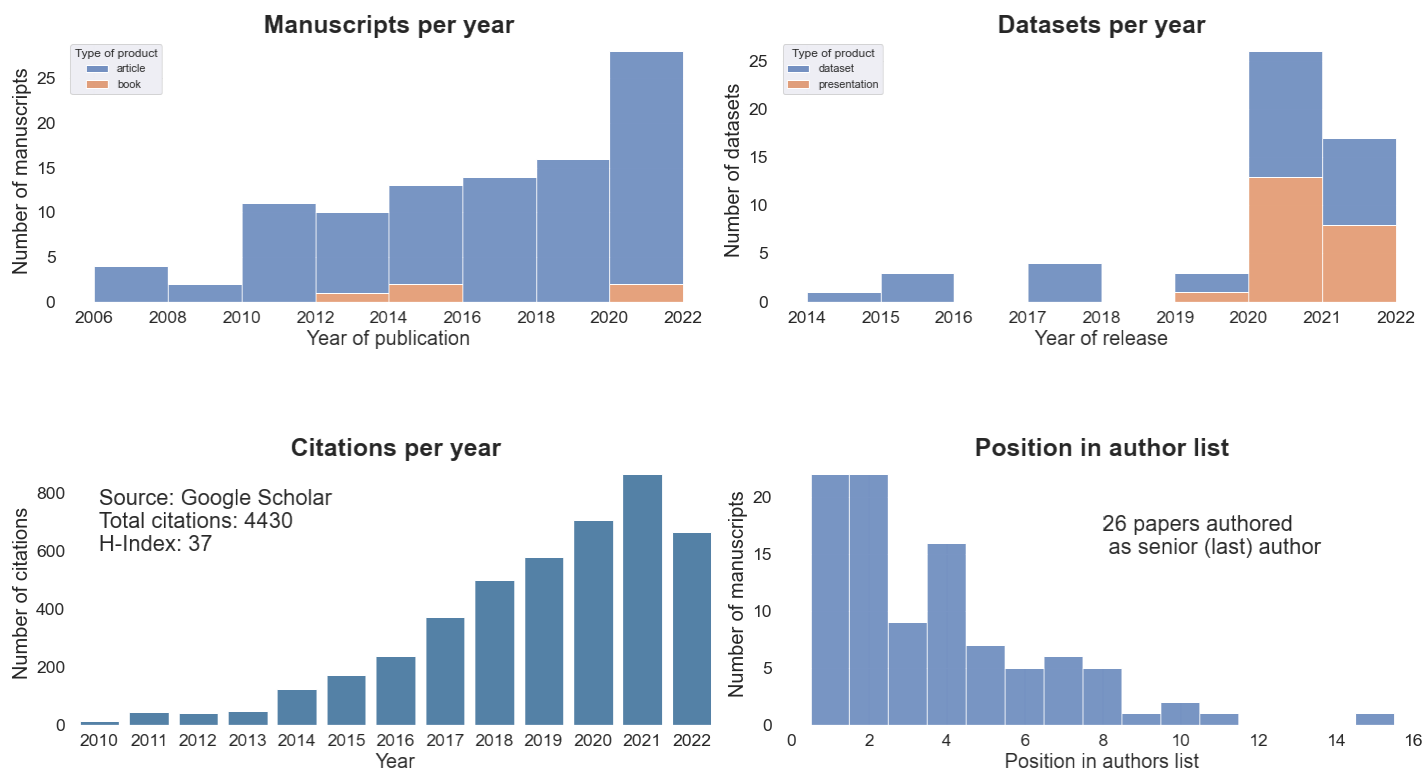 Manuscripts per year
Type of product
article
book
Number of manuscripts
25
20
15
10
5
0
2006 2008 2010 2012 2014 2016 2018 2020 2022
Year of publication
Datasets per year
Type of product
dataset
presentation
Number of datasets
25
20
15
10
5
0
2014 2015 2016 2017 2018 2019 2020 2021 2022
Year of release
Citations per year
Source: Google Scholar
Total citations: 4430
H-Index: 37
Number of citations
800
600
400
200
0
2010 2011 2012 2013 2014 2015 2016 2017 2018 2019 2020 2021 2022
Year
Position in author list
26 papers authored
as senior (last) author
Number of manuscripts
20
15
10
5
0
0 2 4 6 8 10 12 14 16
Position in authors list